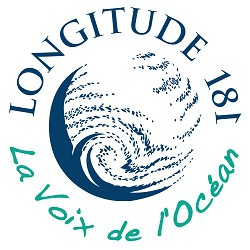 LONGITUDE 181
La Voix de l'Océan